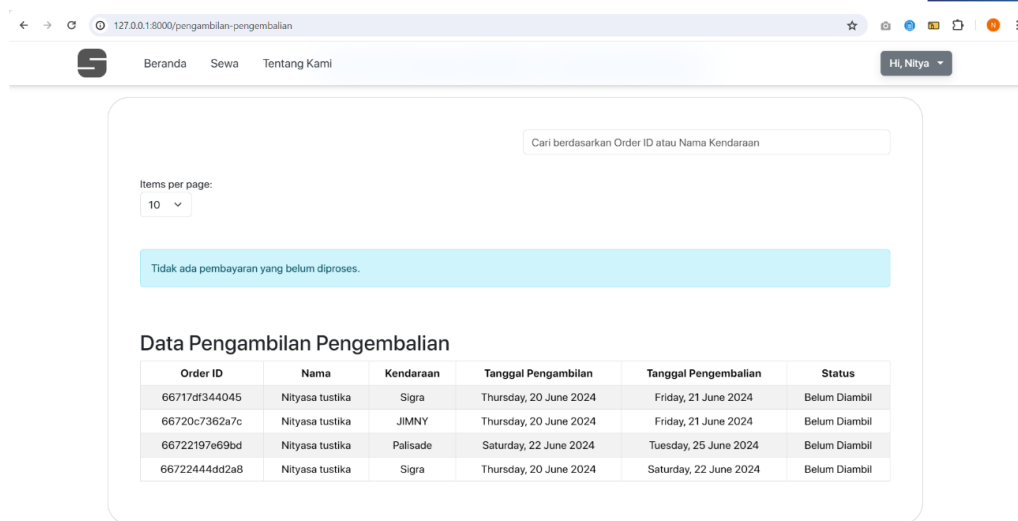 127.0.0.1:8000/pengambilan-pengembalian
N
S
Beranda Sewa Tentang Kami Hi, Nitya
Cari berdasarkan Order ID atau Nama Kendaraan
Items per page:
10
Tidak ada pembayaran yang belum diproses.
Data Pengambilan Pengembalian
Order ID Nama Kendaraan Tanggal Pengambilan Tanggal Pengembalian Status
66717df344045 Nityasa tustika Sigra Thursday, 20 June 2024 Friday, 21 June 2024 Belum Diambil
66720c7362a7c Nityasa tustika JIMNY Thursday, 20 June 2024 Friday, 21 June 2024 Belum Diambil
66722197e69bd Nityasa tustika Palisade Saturday, 22 June 2024 Tuesday, 25 June 2024 Belum Diambil
66722444dd2a8 Nityasa tustika Sigra Thursday, 20 June 2024 Saturday, 22 June 2024 Belum Diambil